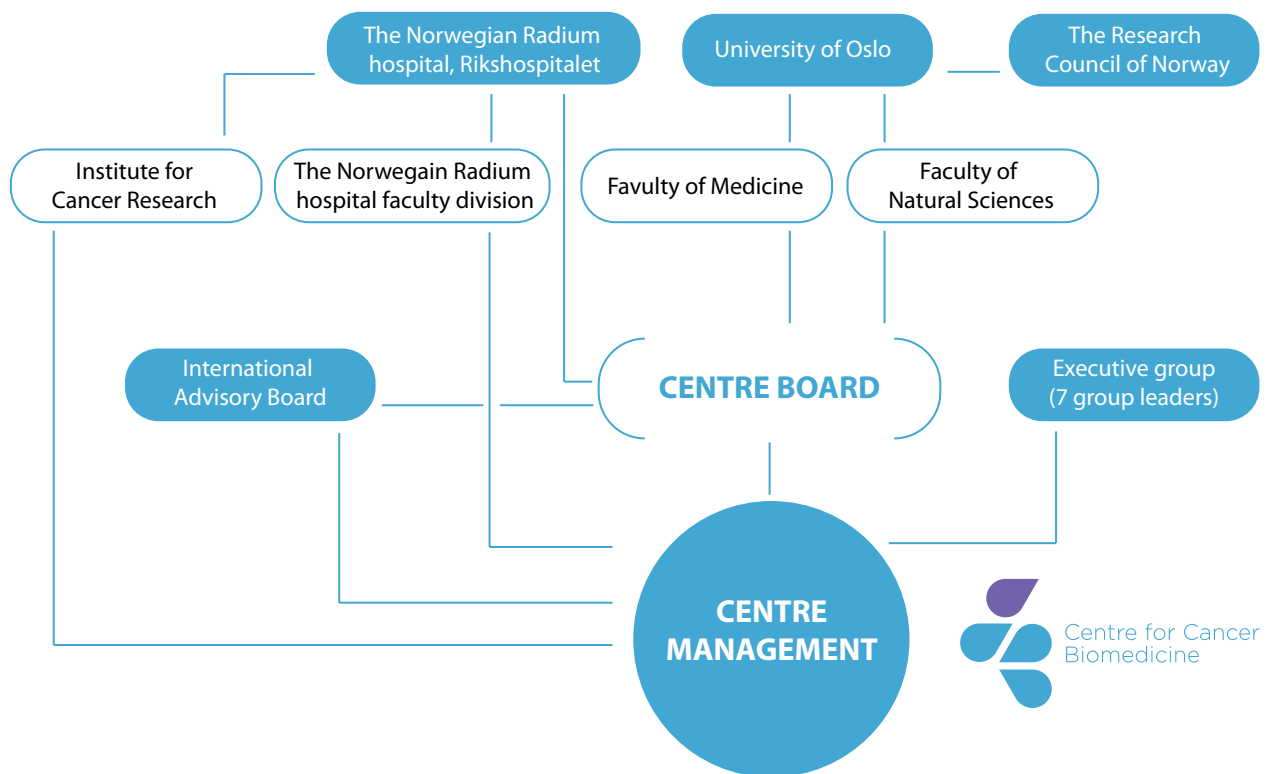 The Norwegian Radium
hospital, Rikshospitalet
University of Oslo
The Research
Council of Norway
Institute for
Cancer Research
The Norwegain Radium
hospital faculty division
Favulty of Medicine
Faculty of
Natural Sciences
International
Advisory Board
CENTRE BOARD
Executive group
(7 group leaders)
CENTRE
MANAGEMENT
Centre for Cancer
Biomedicine